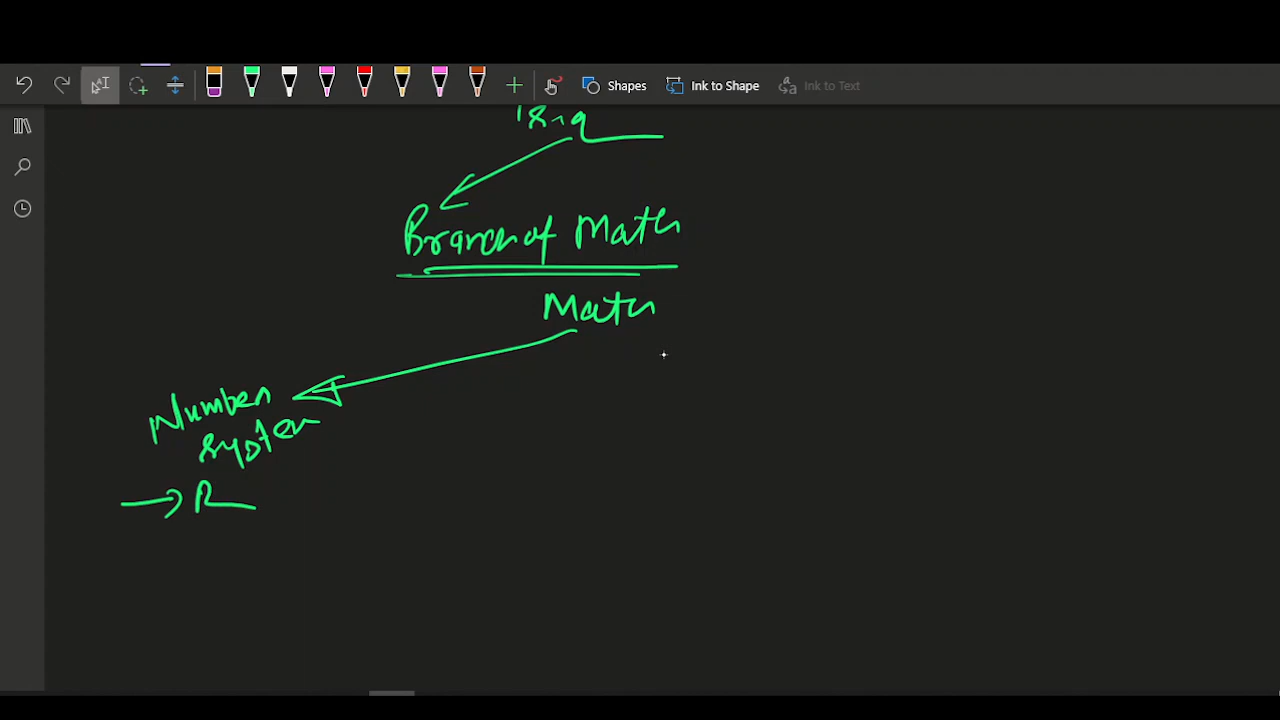 Shapes
Ink to Shape
Ink to Text
Branch of Math
Math
Number
system
→ R